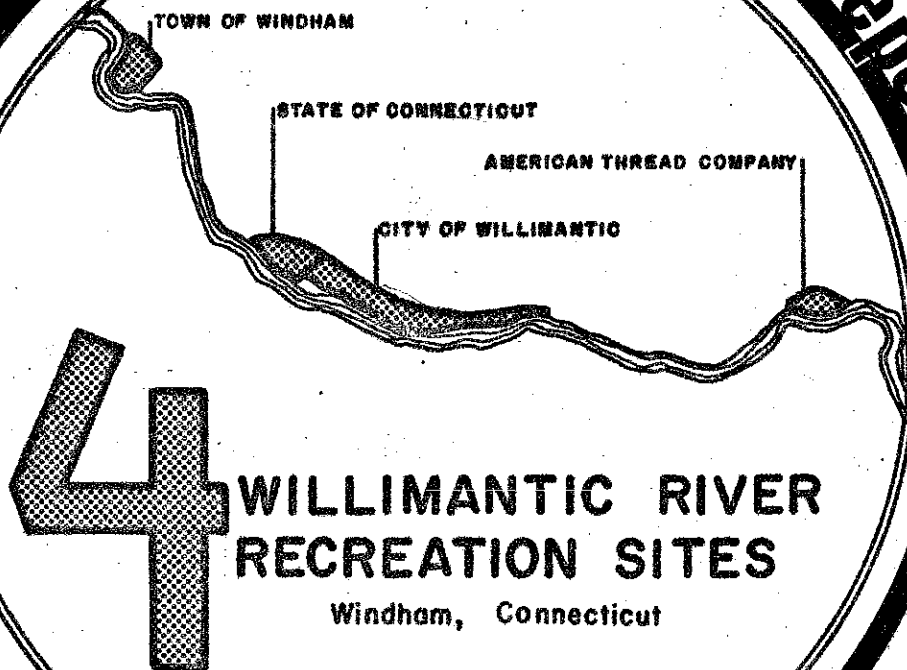 TOWN OF WINDHAM
STATE OF CONNECTICUT
AMERICAN THREAD COMPANY
CITY OF WILLIMANTIC
4 WILLIMANTIC RIVER
RECREATION SITES
Windham, Connecticut